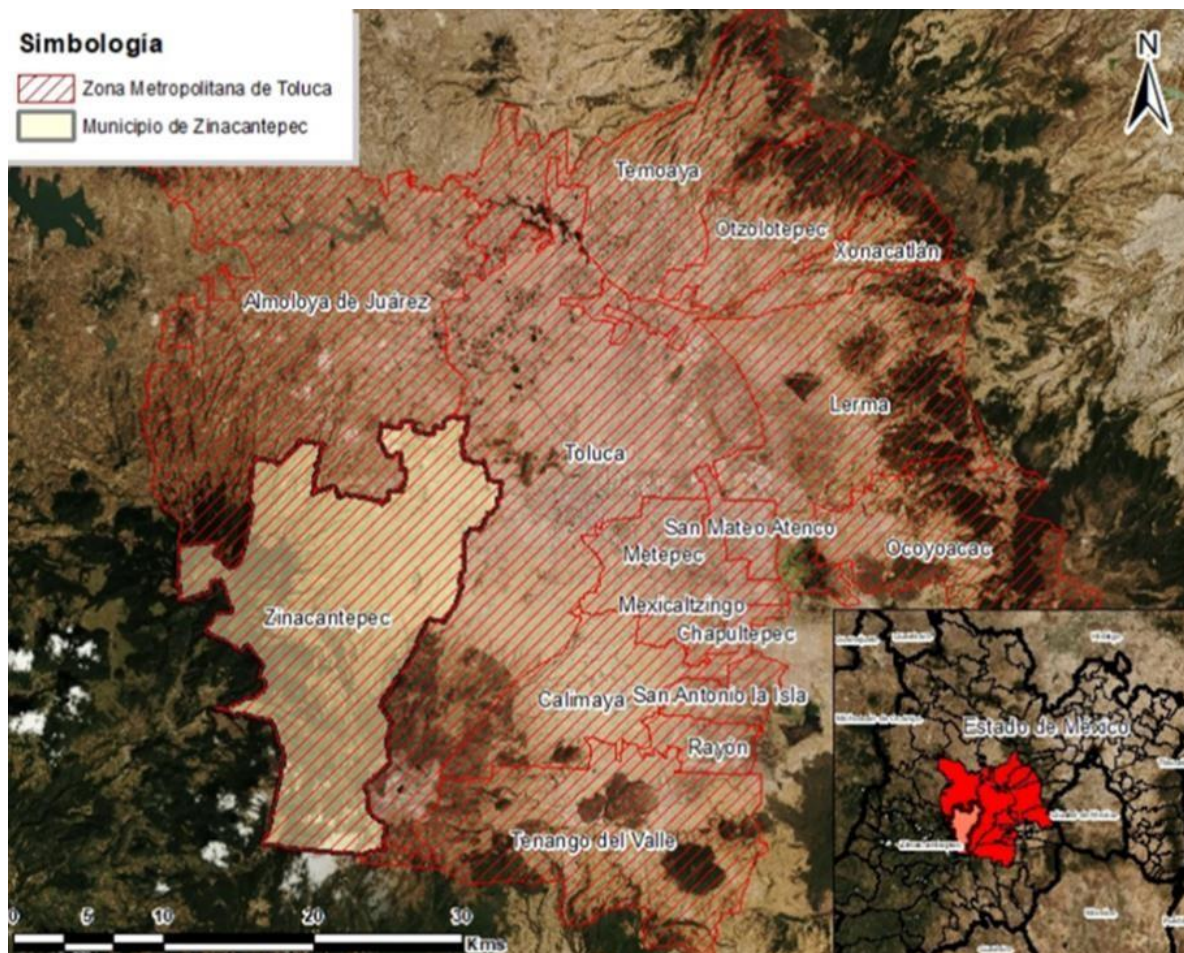 Simbología
Zona Metropolitana de Toluca
Municipio de Zinacantepec
N
Temoaya
Otzolotepec
Xonacatlán
Almoloya de Juárez
Lerma
Toluca
San Mateo Atenco
Metepec
Ocoyoacac
Zinacantepec
Mexicaltzingo
Chapultepec
Calimaya
San Antonio la Isla
Rayón
Tenango del Valle
0 5 10 20 30
Kms
Hidalgo
Estado de México
Zinacantepec